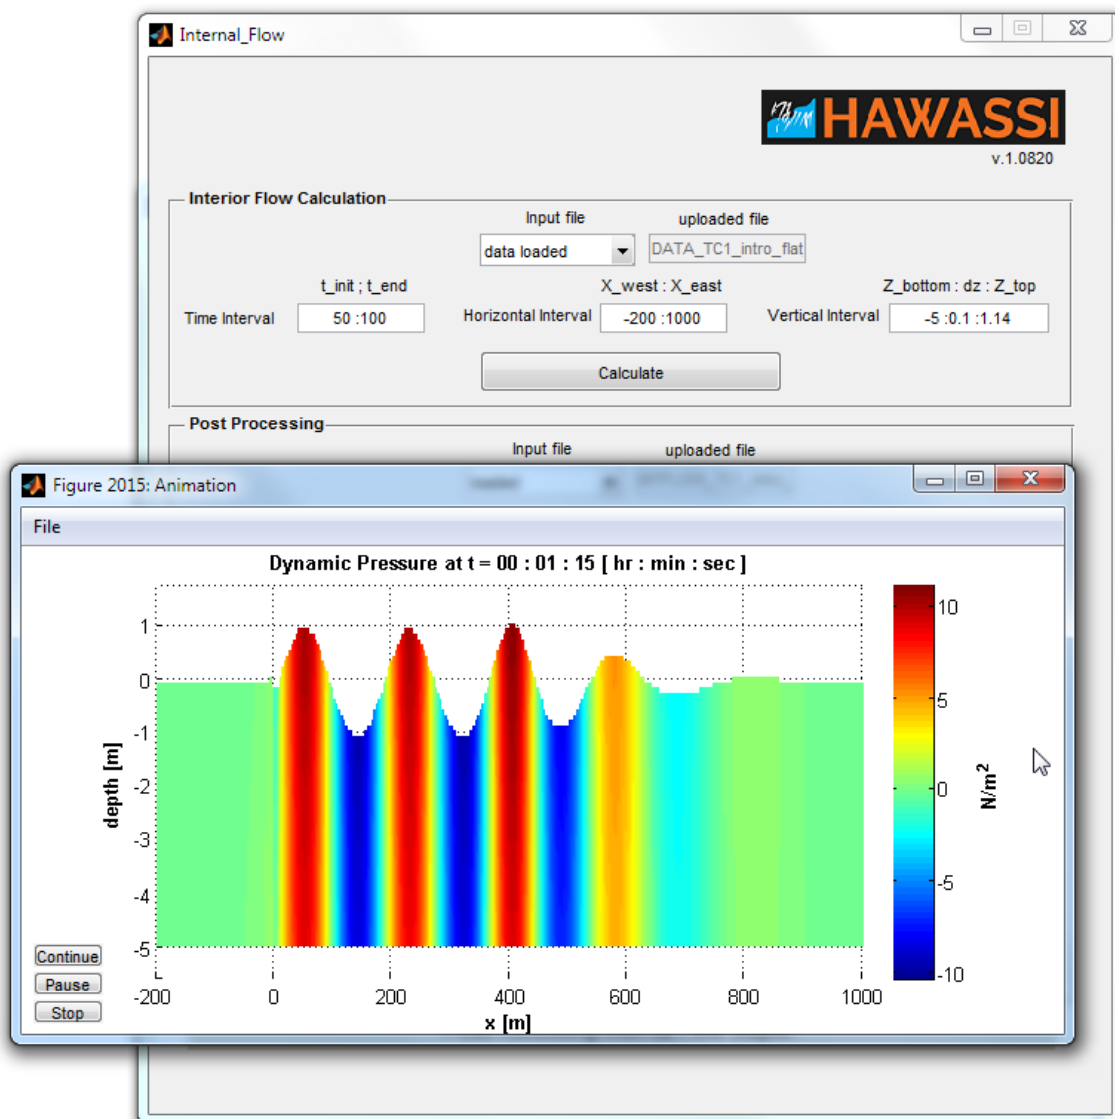 Internal_Flow
HAWASSI
v.1.0820
Interior Flow Calculation
Input file uploaded file
data loaded DATA_TC1_intro_flat
t_init ; t_end X_west : X_east Z_bottom : dz : Z_top
Time Interval 50 :100 Horizontal Interval -200 :1000 Vertical Interval -5 :0.1 :1.14
Calculate
Post Processing
Input file uploaded file
Figure 2015: Animation
File
Dynamic Pressure at t = 00 : 01 : 15 [ hr : min : sec ]
1
0
-1
-2
-3
-4
-5
depth [m]
-200 0 200 400 600 800 1000
x [m]
10
5
0
-5
-10
N/m²
Continue
Pause
Stop